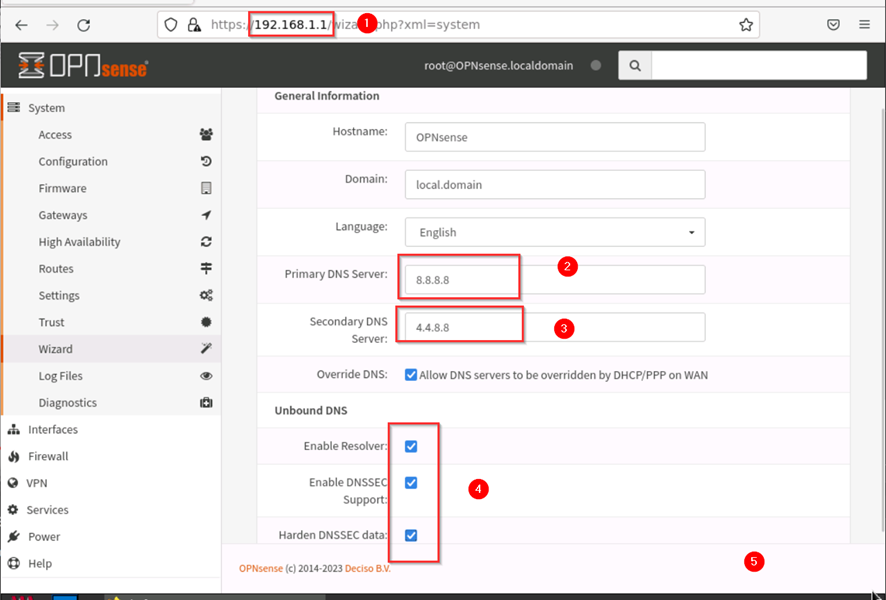 https://192.168.1.1/wizard.php?xml=system
1
OPNsense
root@OPNsense.localdomain
General Information
System
Hostname:
OPNsense
Access
Configuration
Domain:
local.domain
Firmware
Gateways
Language:
English
High Availability
Routes
Primary DNS Server:
8.8.8.8
2
Settings
Trust
Secondary DNS
Server:
4.4.8.8
3
Wizard
Log Files
Override DNS:
Allow DNS servers to be overridden by DHCP/PPP on WAN
Diagnostics
Unbound DNS
Interfaces
Enable Resolver:
Firewall
VPN
Enable DNSSEC
Support:
4
Services
Power
Harden DNSSEC data:
Help
OPNsense (c) 2014-2023 Deciso B.V.
5